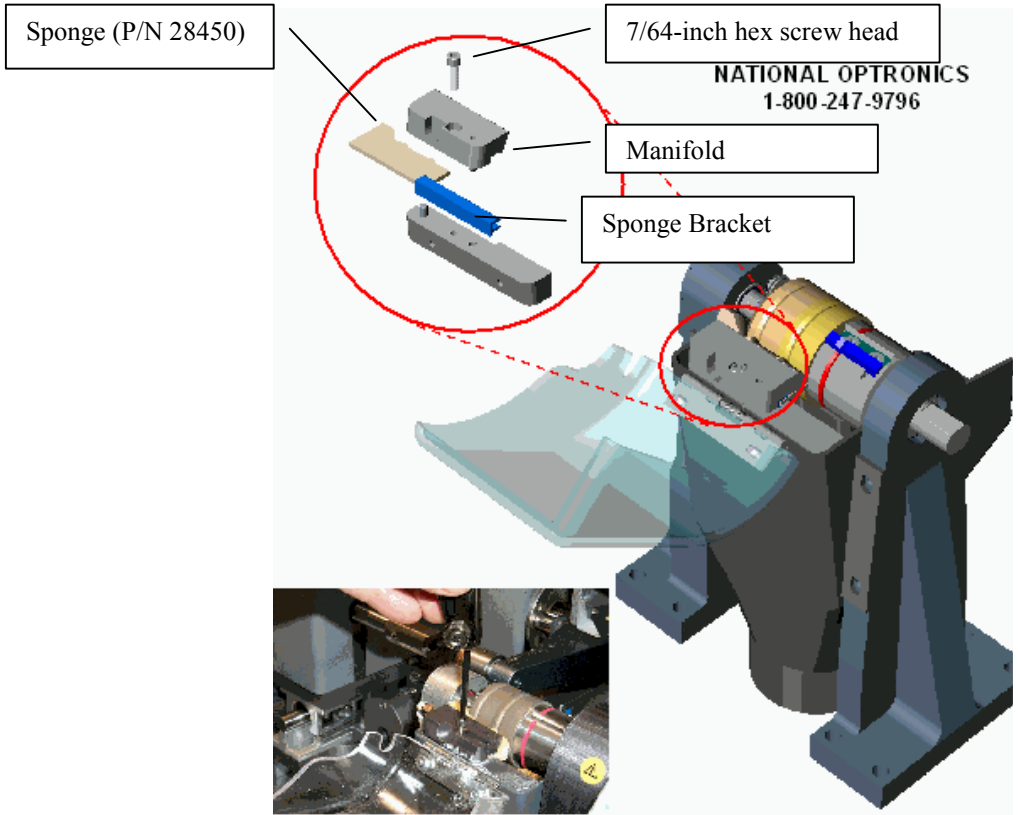 Sponge (P/N 28450)
7/64-inch hex screw head
NATIONAL OPTRONICS
1-800-247-9796
Manifold
Sponge Bracket